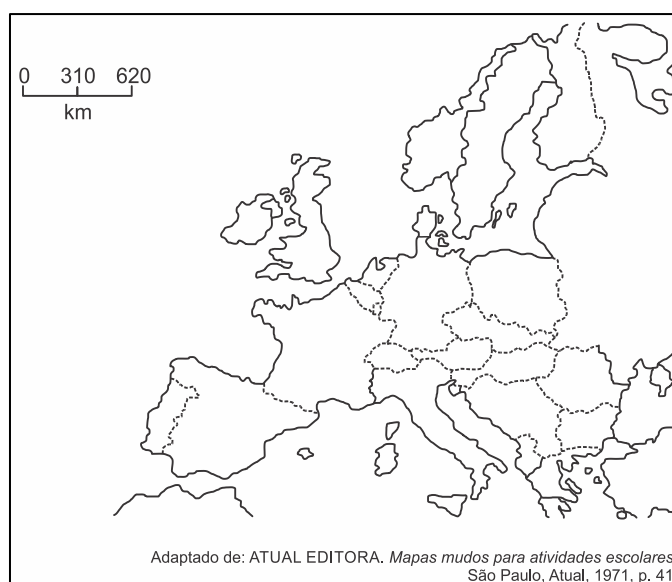 0 310 620
km
Adaptado de: ATUAL EDITORA. Mapas mudos para atividades escolares
São Paulo, Atual, 1971, p. 41